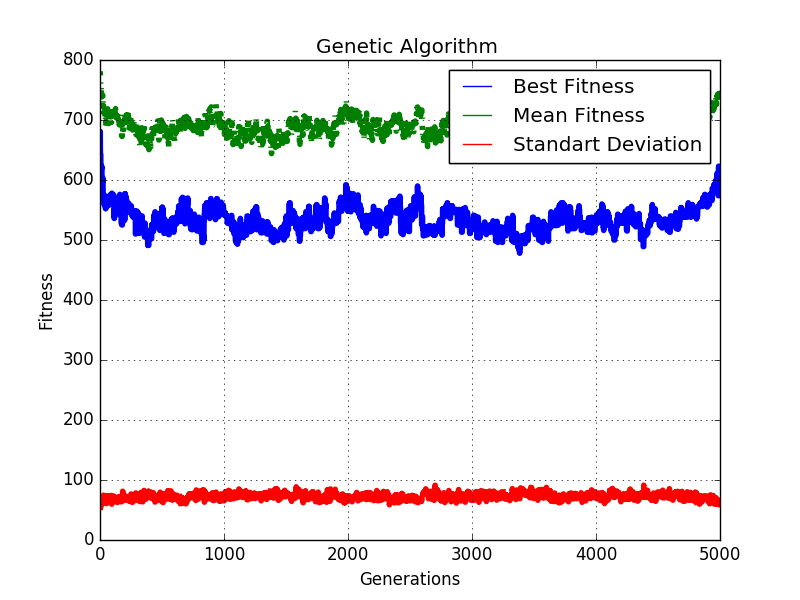 Genetic Algorithm
Best Fitness
Mean Fitness
Standart Deviation
Fitness
800
700
600
500
400
300
200
100
0
0 1000 2000 3000 4000 5000
Generations